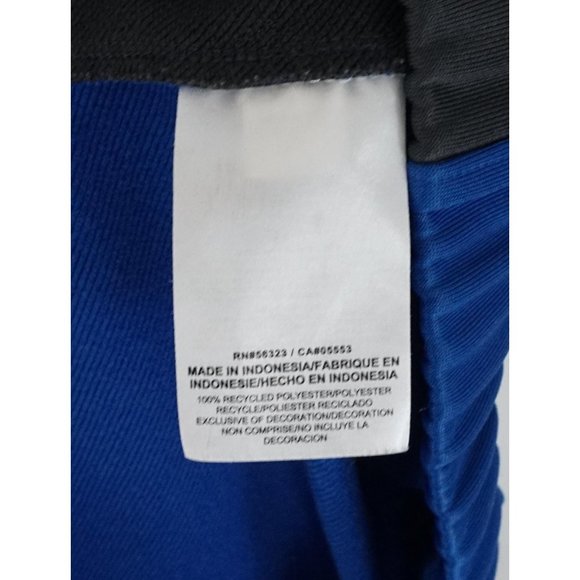 RN#56323 / CA#05553
MADE IN INDONESIA/FABRIQUE EN
INDONESIE/HECHO EN INDONESIA
100% RECYCLED POLYESTER/POLYESTER
RECYCLE/POLIESTER RECICLADO
EXCLUSIVE OF DECORATION/DECORATION
NON COMPRISE/NO INCLUYE LA
DECORACION